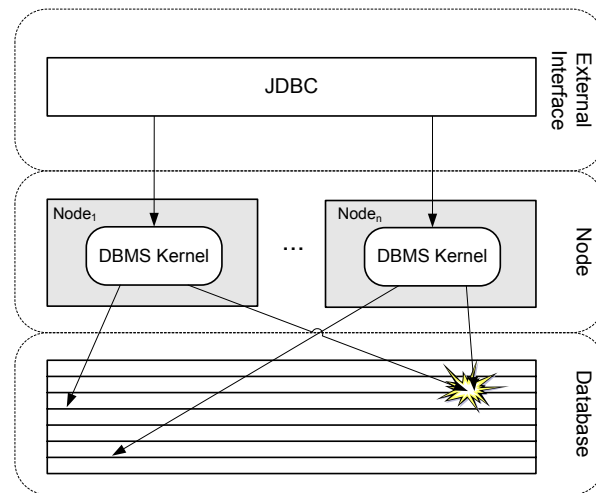 JDBC
External
Interface
Node₁
DBMS Kernel
...
Nodeₙ
DBMS Kernel
Node
Database